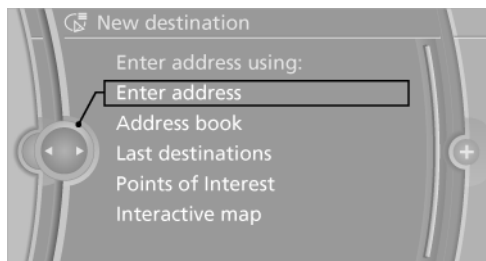 New destination
Enter address using:
Enter address
Address book
Last destinations
Points of Interest
Interactive map